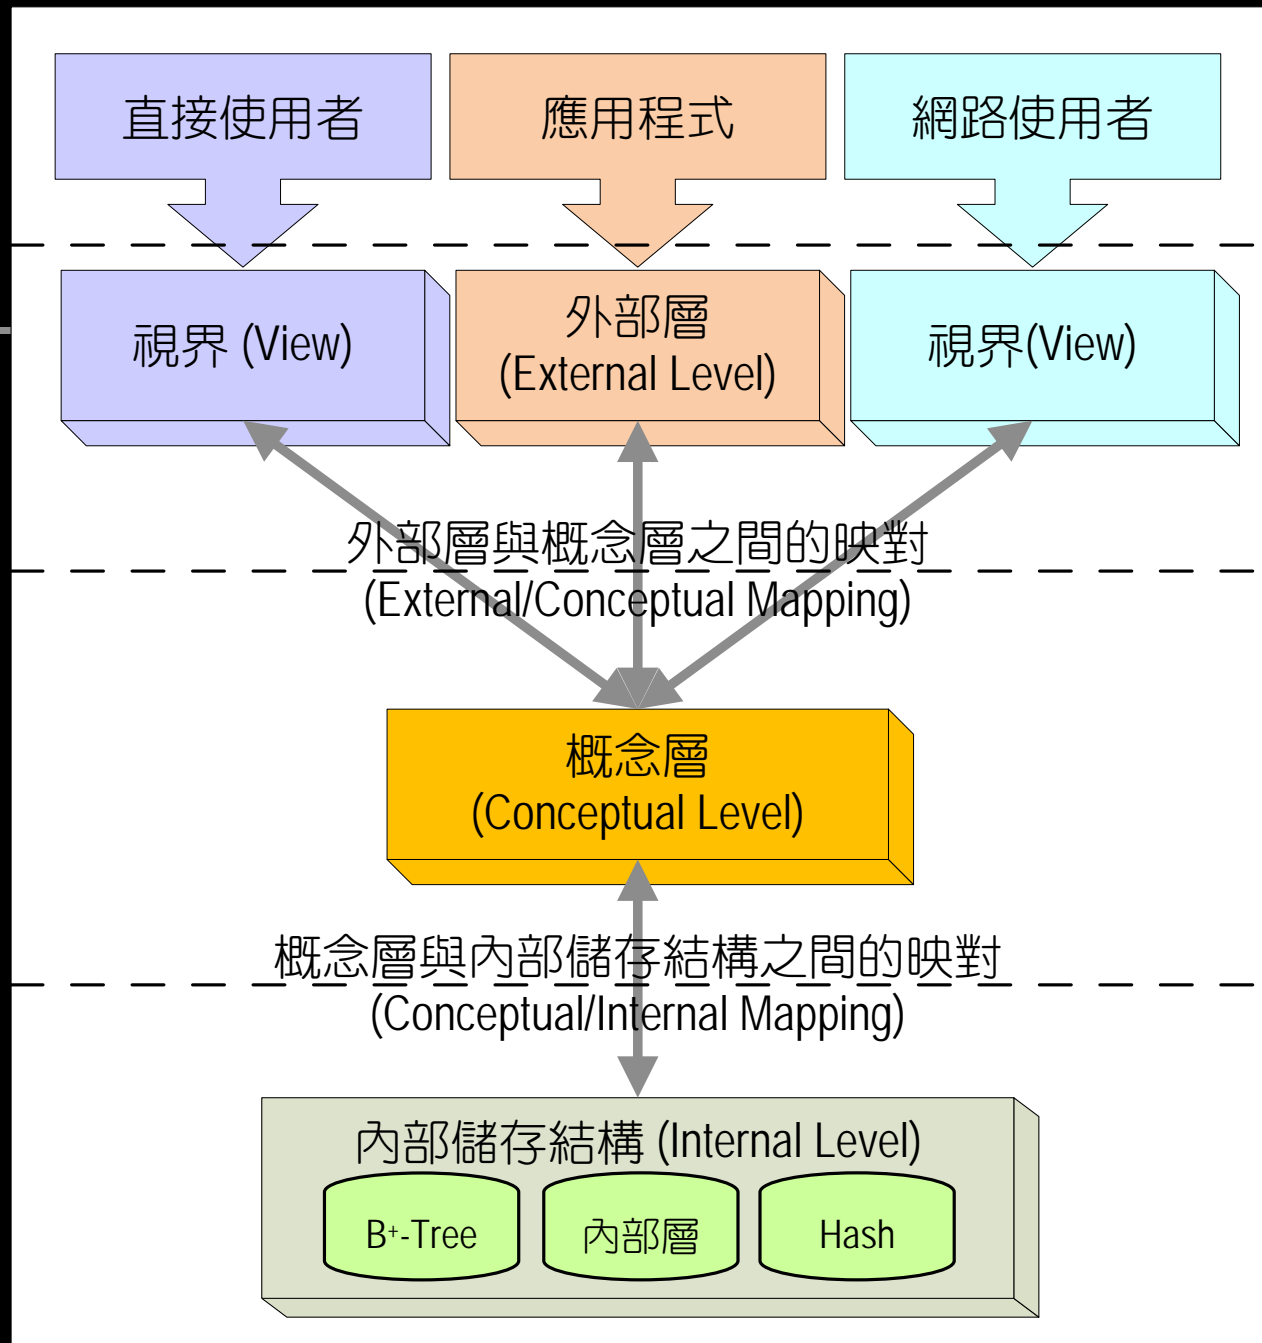 直接使用者
應用程式
網路使用者
視界 (View)
外部層
(External Level)
視界(View)
外部層與概念層之間的映對
(External/Conceptual Mapping)
概念層
(Conceptual Level)
概念層與內部儲存結構之間的映對
(Conceptual/Internal Mapping)
內部儲存結構 (Internal Level)
B⁺-Tree
內部層
Hash